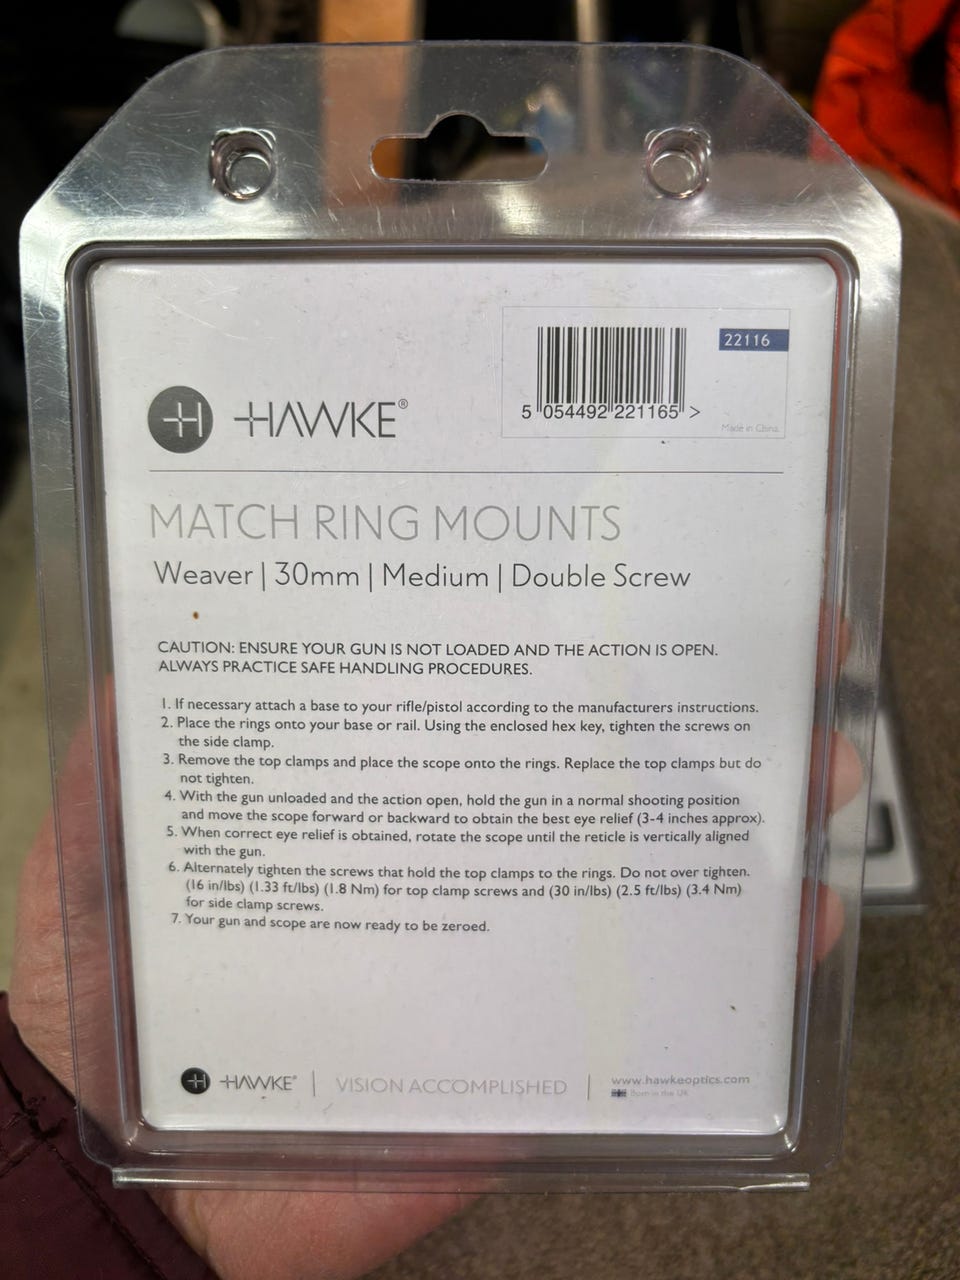 22116
5 054492 221165 >
Made in China
HAWKE®
MATCH RING MOUNTS
Weaver | 30mm | Medium | Double Screw
CAUTION: ENSURE YOUR GUN IS NOT LOADED AND THE ACTION IS OPEN.
ALWAYS PRACTICE SAFE HANDLING PROCEDURES.
1. If necessary attach a base to your rifle/pistol according to the manufacturers instructions.
2. Place the rings onto your base or rail. Using the enclosed hex key, tighten the screws on
the side clamp.
3. Remove the top clamps and place the scope onto the rings. Replace the top clamps but do
not tighten.
4. With the gun unloaded and the action open, hold the gun in a normal shooting position
and move the scope forward or backward to obtain the best eye relief (3-4 inches approx).
5. When correct eye relief is obtained, rotate the scope until the reticle is vertically aligned
with the gun.
6. Alternately tighten the screws that hold the top clamps to the rings. Do not over tighten.
(16 in/lbs) (1.33 ft/lbs) (1.8 Nm) for top clamp screws and (30 in/lbs) (2.5 ft/lbs) (3.4 Nm)
for side clamp screws.
7. Your gun and scope are now ready to be zeroed.
HAWKE® | VISION ACCOMPLISHED | www.hawkeoptics.com
Born in the UK